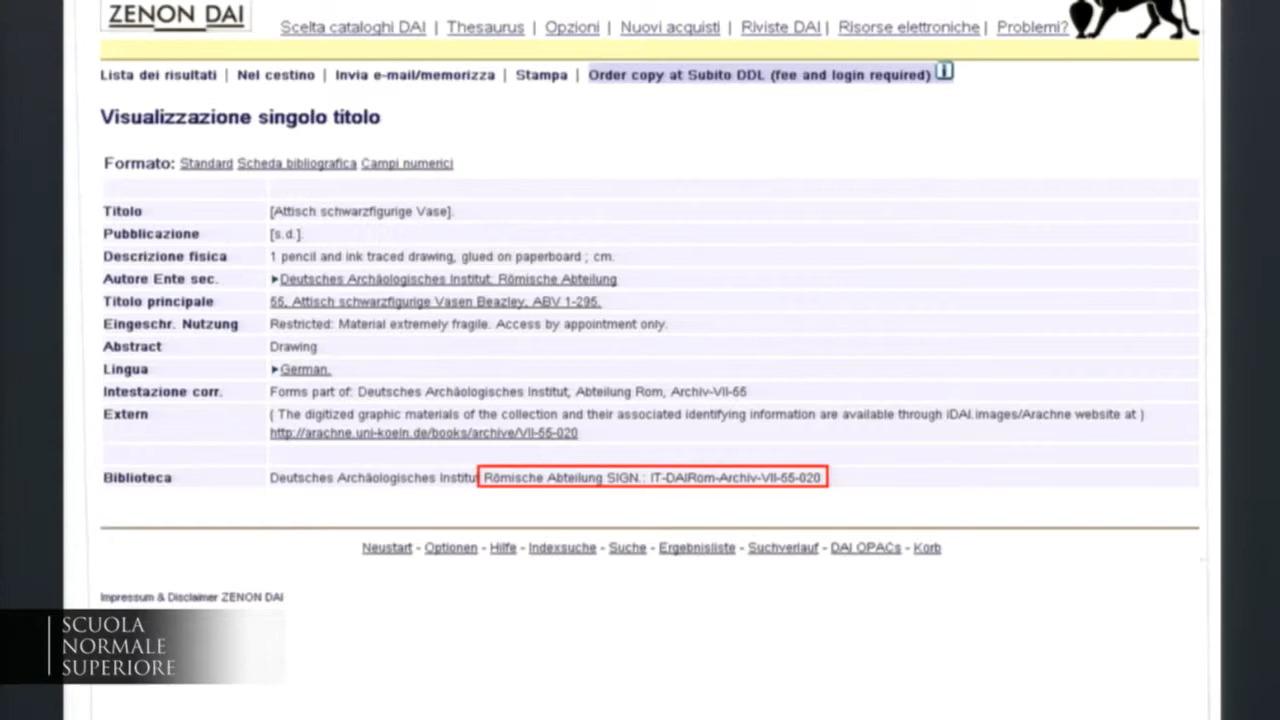 ZENON DAI
Scelta cataloghi DAI | Thesaurus | Opzioni | Nuovi acquisti | Riviste DAI | Risorse elettroniche | Problemi?
Lista dei risultati | Nel cestino | Invia e-mail/memorizza | Stampa | Order copy at Subito DDL (fee and login required) i
Visualizzazione singolo titolo
Formato: Standard Scheda bibliografica Campi numerici
Titolo [Attisch schwarzfigurige Vase].
Pubblicazione [s.d.].
Descrizione fisica 1 pencil and ink traced drawing, glued on paperboard ; cm.
Autore Ente sec. Deutsches Archäologisches Institut. Römische Abteilung
Titolo principale 55, Attisch schwarzfigurige Vasen Beazley, ABV 1-295.
Eingeschr. Nutzung Restricted: Material extremely fragile. Access by appointment only.
Abstract Drawing
Lingua German.
Intestazione corr. Forms part of: Deutsches Archäologisches Institut, Abteilung Rom, Archiv-VII-55
Extern ( The digitized graphic materials of the collection and their associated identifying information are available through iDAI.images/Arachne website at )
http://arachne.uni-koeln.de/books/archive/VII-55-020
Biblioteca Deutsches Archäologisches Institu Römische Abteilung SIGN.: IT-DAIRom-Archiv-VII-55-020
Neustart - Optionen - Hilfe - Indexsuche - Suche - Ergebnisliste - Suchverlauf - DAI OPACs - Korb
Impressum & Disclaimer ZENON DAI
SCUOLA
NORMALE
SUPERIORE